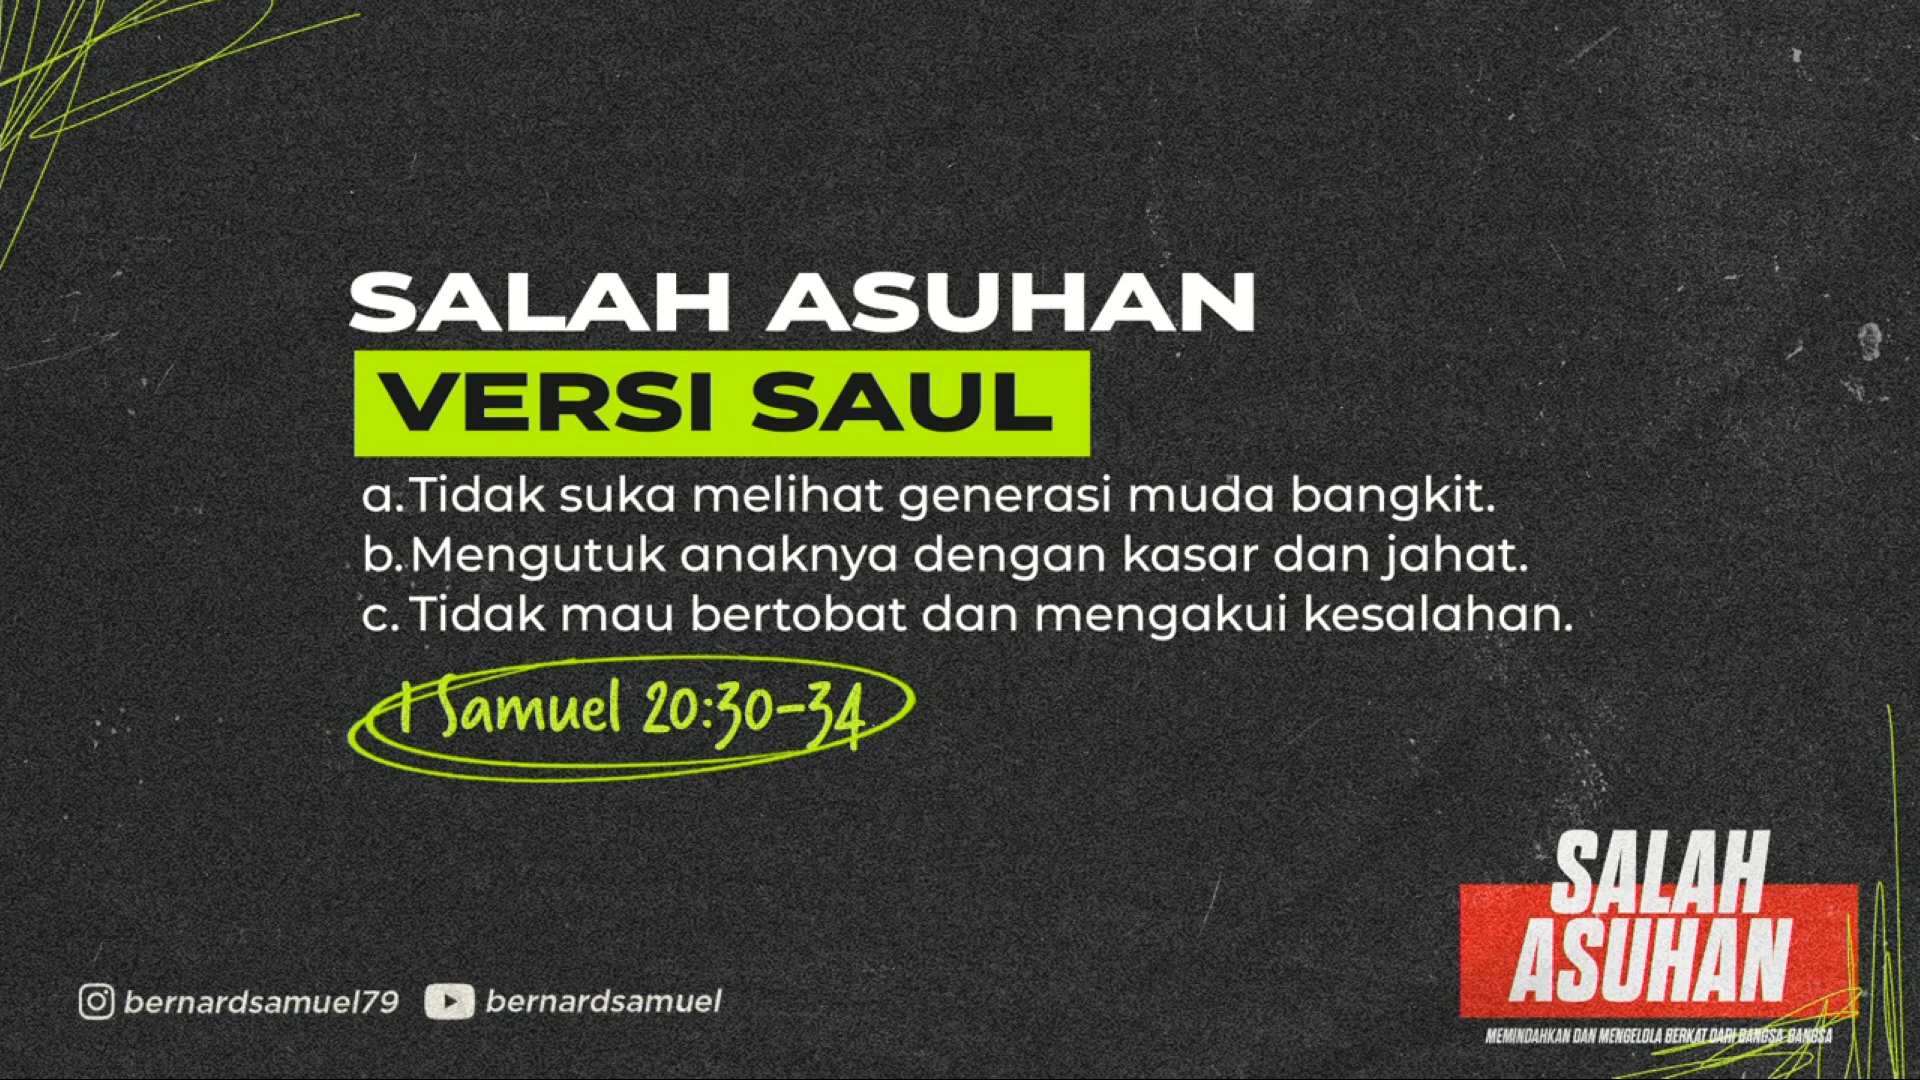 SALAH ASUHAN
VERSI SAUL
a.Tidak suka melihat generasi muda bangkit.
b.Mengutuk anaknya dengan kasar dan jahat.
c. Tidak mau bertobat dan mengakui kesalahan.
1 Samuel 20:30-34
SALAH
ASUHAN
MEMINDAHKAN DAN MENGELOLA BERKAT DARI BANGSA-BANGSA
bernardsamuel79 bernardsamuel